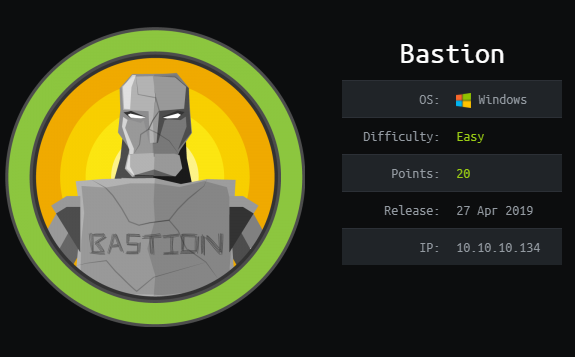 Bastion
OS: Windows
Difficulty: Easy
Points: 20
Release: 27 Apr 2019
IP: 10.10.10.134
BASTION